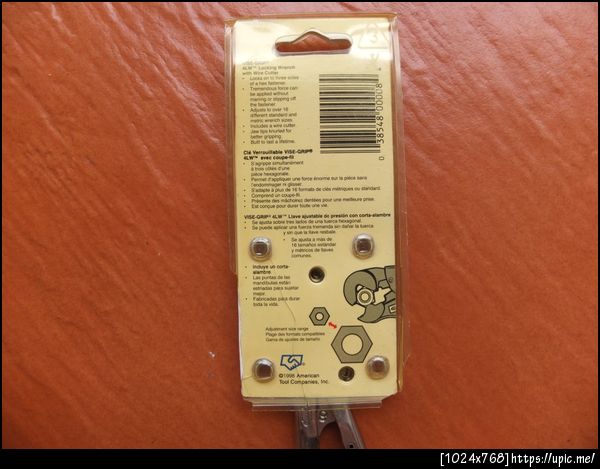 VISE-GRIP®
4LW™ Locking Wrench
with Wire Cutter
• Locks on to three sides
of a hex fastener.
• Tremendous force can
be applied without
marring or slipping off
the fastener.
• Adjusts to over 16
different standard and
metric wrench sizes.
• Includes a wire cutter.
• Jaw tips knurled for
better gripping.
• Built to last a lifetime.
0 38548 00008
Clé Verrouillable VISE-GRIP®
4LW™ avec coupe-fil
• S'agrippe simultanément
à trois côtés d'une
pièce hexagonale.
• Permet d'appliquer une force énorme sur la pièce sans
l'endommager ni glisser.
• S'adapte à plus de 16 formats de clés métriques ou standard.
• Comprend un coupe-fil.
• Présente des mâchoires dentées pour une meilleure prise.
• Est conçue pour durer toute une vie.
VISE-GRIP® 4LW™ Llave ajustable de presión con corta-alambre
• Se ajusta sobre tres lados de una tuerca hexagonal.
• Se puede aplicar una fuerza tremenda sin dañar la tuerca
y sin que la llave resbale.
• Se ajusta a más de
16 tamaños estándar
y métricos de llaves
comunes.
• Incluye un corta-
alambre.
• Las puntas de las
mandíbulas están
estriadas para sujetar
mejor.
• Fabricadas para durar
toda la vida.
Adjustment size range
Plage des formats compatibles
Gama de ajustes de tamaño
©1998 American
Tool Companies, Inc.
[1024x768]https://upic.me/